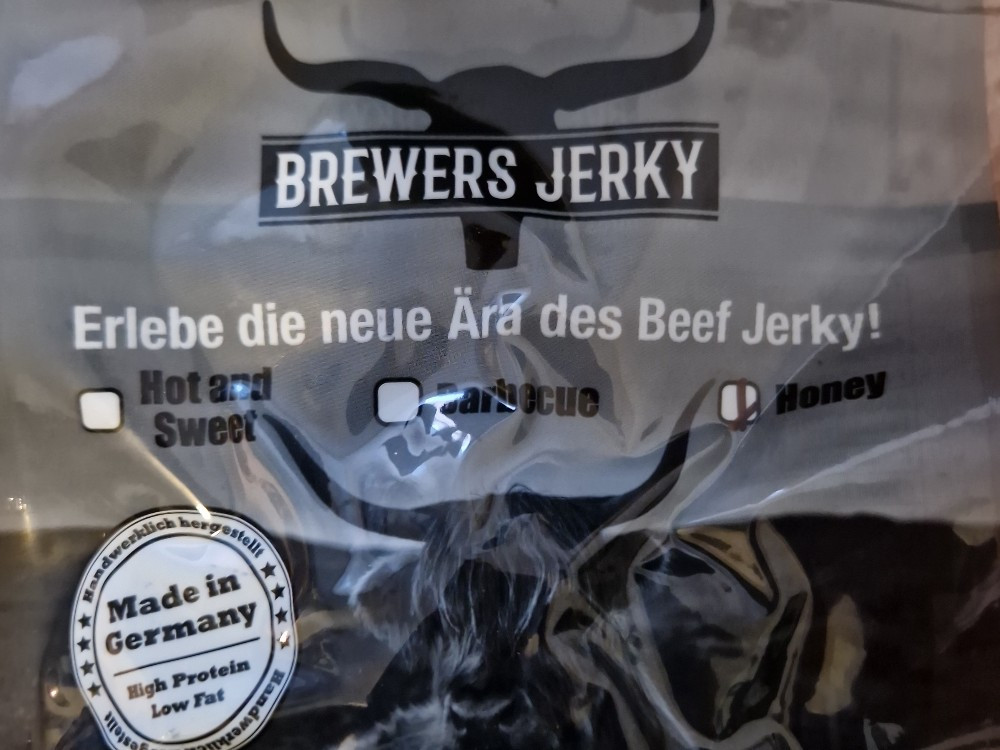 BREWERS JERKY
Erlebe die neue Ära des Beef Jerky!
Hot and
Sweet
Barbecue
Honey
Handwerklich hergestellt
Made in
Germany
High Protein
Low Fat